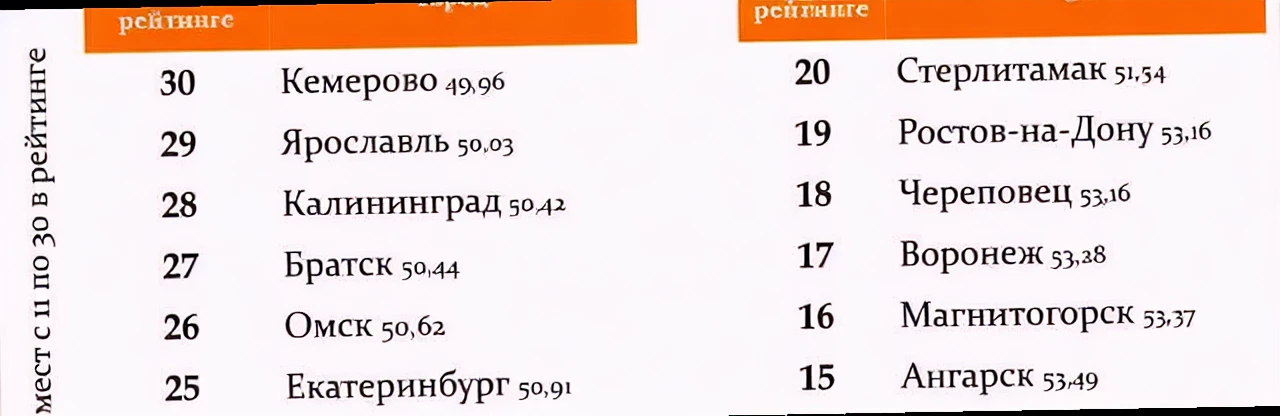 рейтинге
30 Кемерово 49,96
29 Ярославль 50,03
28 Калининград 50,42
27 Братск 50,44
26 Омск 50,62
25 Екатеринбург 50,91
рейтинге
20 Стерлитамак 51,54
19 Ростов-на-Дону 53,16
18 Череповец 53,16
17 Воронеж 53,28
16 Магнитогорск 53,37
15 Ангарск 53,49
мест с 11 по 30 в рейтинге